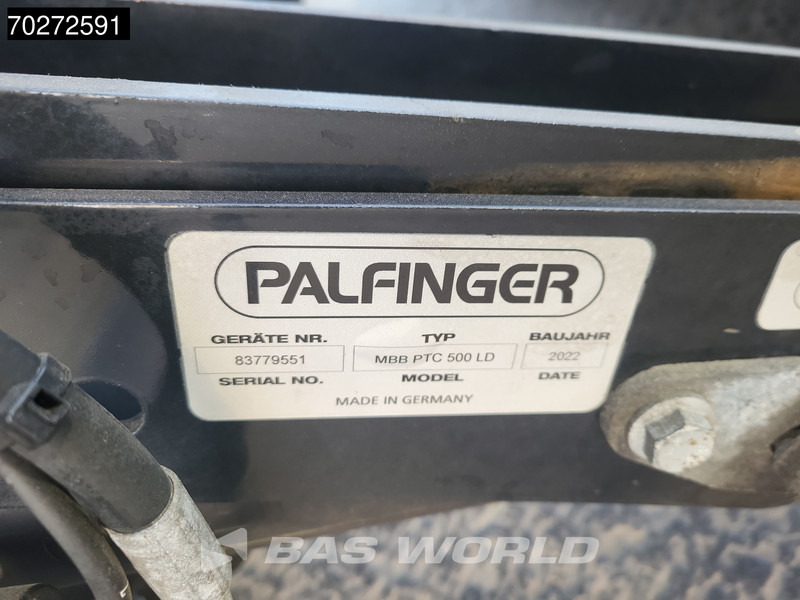 70272591
PALFINGER
GERÄTE NR. TYP BAUJAHR
83779551 MBB PTC 500 LD 2022
SERIAL NO. MODEL DATE
MADE IN GERMANY
BAS WORLD